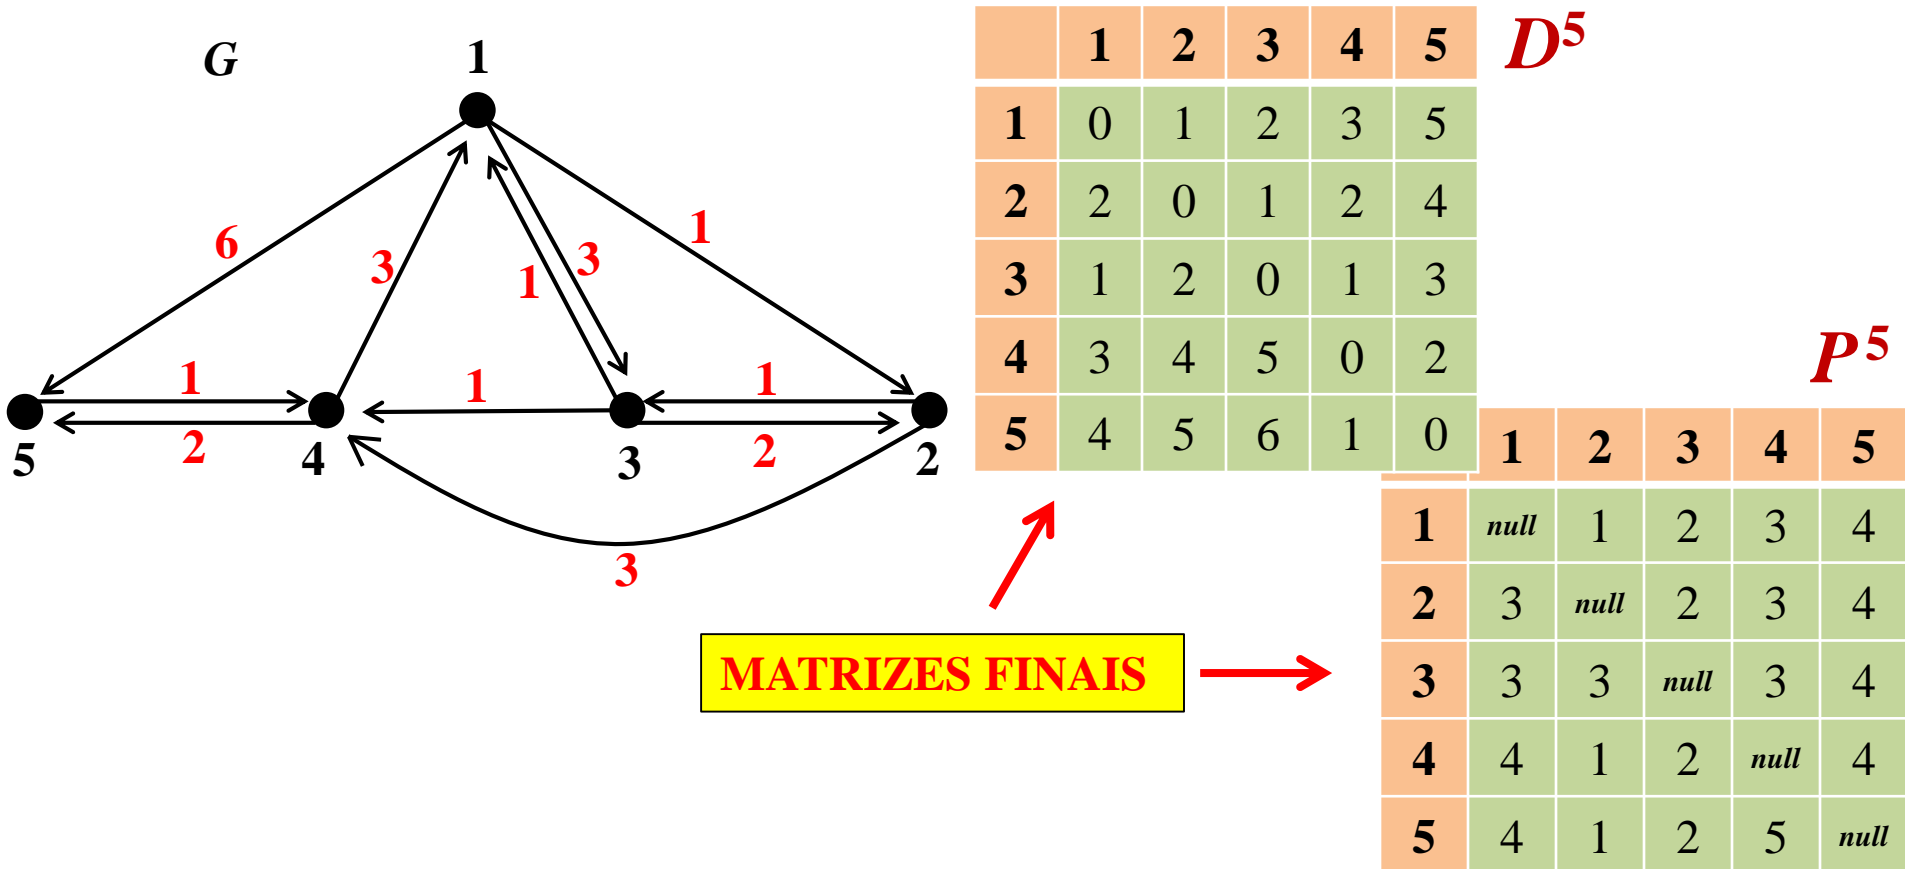 G
1
6
3
1
3
1
1
2
1
1
2
5
4
3
2
3
D⁵
1 2 3 4 5
1 0 1 2 3 5
2 2 0 1 2 4
3 1 2 0 1 3
4 3 4 5 0 2
5 4 5 6 1 0
P⁵
1 2 3 4 5
1 null 1 2 3 4
2 3 null 2 3 4
3 3 3 null 3 4
4 4 1 2 null 4
5 4 1 2 5 null
MATRIZES FINAIS